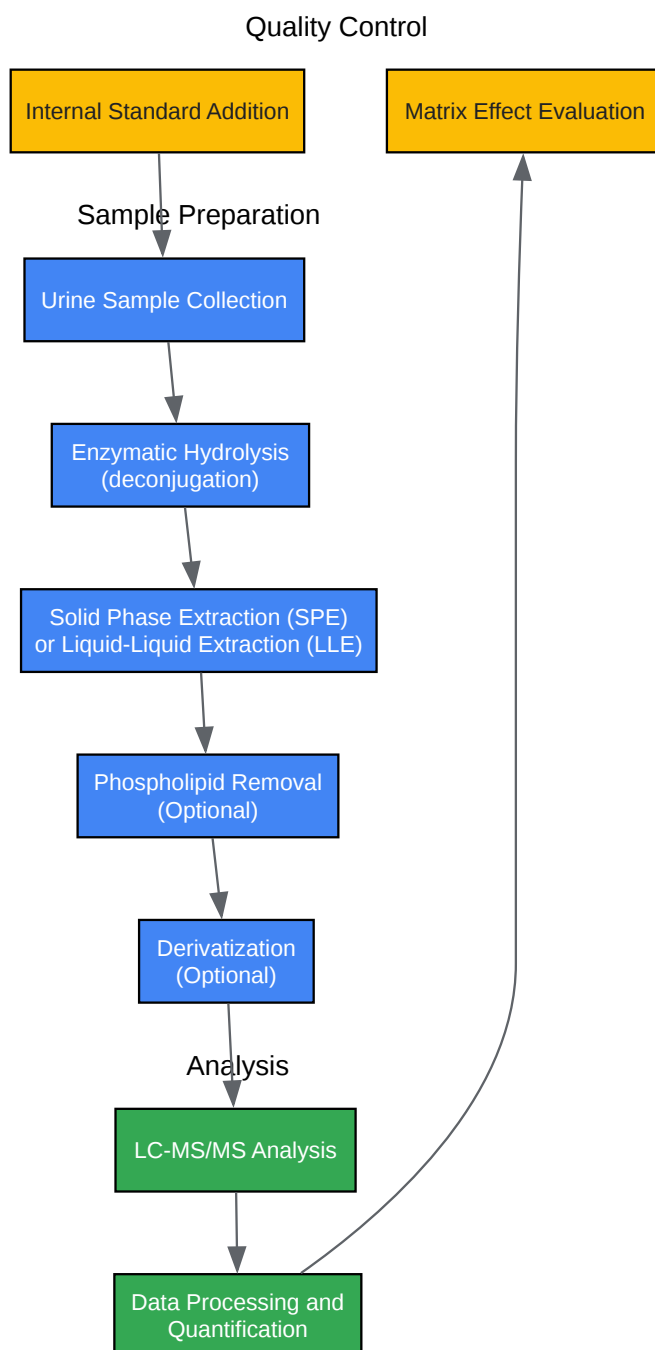 Quality Control
Internal Standard Addition
Matrix Effect Evaluation
Sample Preparation
Urine Sample Collection
Enzymatic Hydrolysis
(deconjugation)
Solid Phase Extraction (SPE)
or Liquid-Liquid Extraction (LLE)
Phospholipid Removal
(Optional)
Derivatization
(Optional)
Analysis
LC-MS/MS Analysis
Data Processing and
Quantification